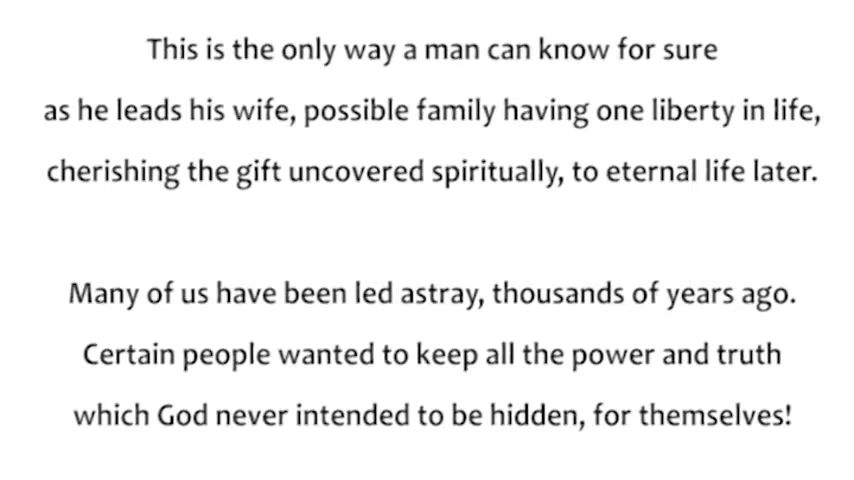 This is the only way a man can know for sure
as he leads his wife, possible family having one liberty in life,
cherishing the gift uncovered spiritually, to eternal life later.
Many of us have been led astray, thousands of years ago.
Certain people wanted to keep all the power and truth
which God never intended to be hidden, for themselves!